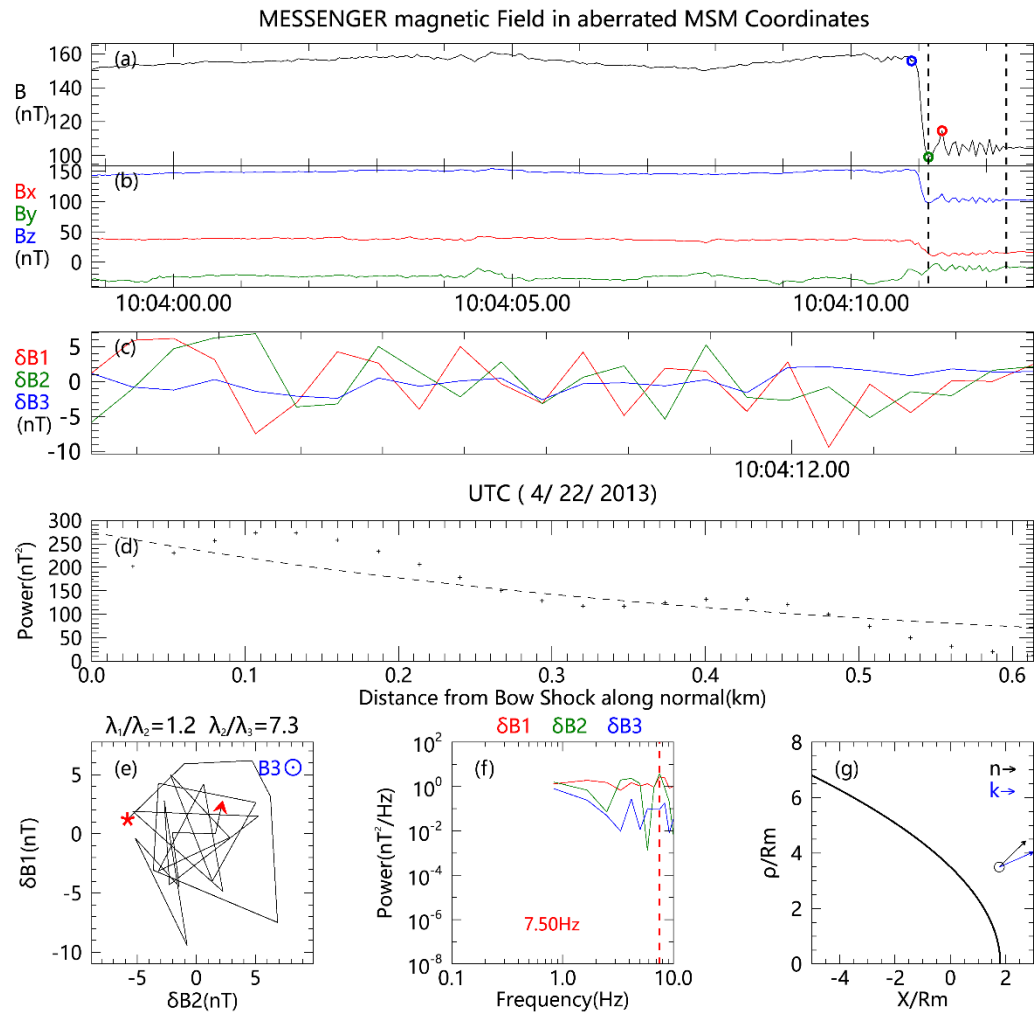 MESSENGER magnetic Field in aberrated MSM Coordinates
(a)
B
(nT)
160
140
120
100
(b)
Bx
By
Bz
(nT)
150
100
50
0
10:04:00.00 10:04:05.00 10:04:10.00
(c)
δB1
δB2
δB3
(nT)
5
0
-5
-10
10:04:12.00
UTC ( 4/ 22/ 2013)
(d)
Power(nT²)
300
250
200
150
100
50
0
0.0 0.1 0.2 0.3 0.4 0.5 0.6
Distance from Bow Shock along normal(km)
λ₁/λ₂=1.2 λ₂/λ₃=7.3
(e)
B3
δB1(nT)
10
5
0
-5
-10
-5 0 5 10
δB2(nT)
δB1 δB2 δB3
(f)
Power(nT²/Hz)
10²
10⁰
10⁻²
10⁻⁴
10⁻⁶
10⁻⁸
7.50Hz
0.1 1.0 10.0
Frequency(Hz)
(g)
n→
k→
ρ/Rm
8
6
4
2
0
-4 -2 0 2
X/Rm